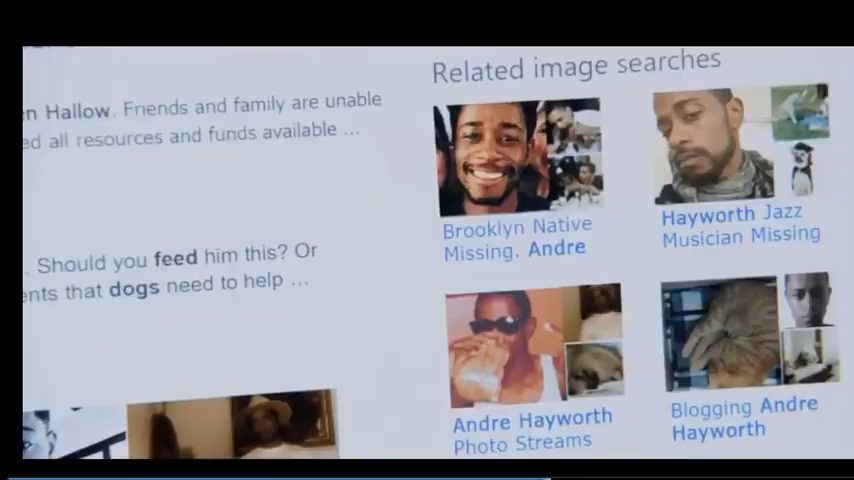 en Hallow. Friends and family are unable
ed all resources and funds available ...
. Should you feed him this? Or
ents that dogs need to help ...
Related image searches
Brooklyn Native
Missing. Andre
Hayworth Jazz
Musician Missing
Andre Hayworth
Photo Streams
Blogging Andre
Hayworth